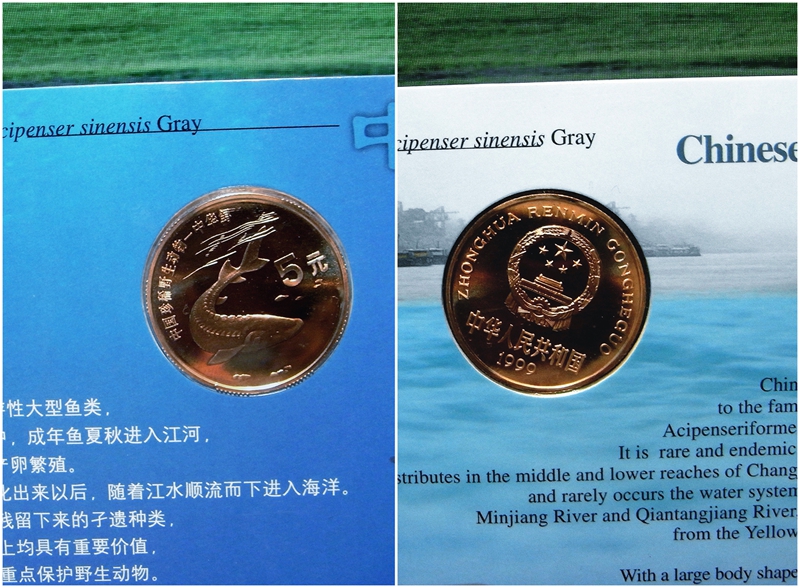 cipenser sinensis Gray
中
中国珍稀野生动物—中华鲟
5元
性大型鱼类,
，成年鱼夏秋进入江河,
产卵繁殖。
化出来以后，随着江水顺流而下进入海洋。
残留下来的孑遗种类,
上均具有重要价值,
重点保护野生动物。
cipenser sinensis Gray
Chinese
ZHONGHUA RENMIN GONGHEGUO
中华人民共和国
1999
Chin
to the fam
Acipenseriforme
It is rare and endemic
stributes in the middle and lower reaches of Chang
and rarely occurs the water system
Minjiang River and Qiantangjiang River.
from the Yellow
With a large body shape